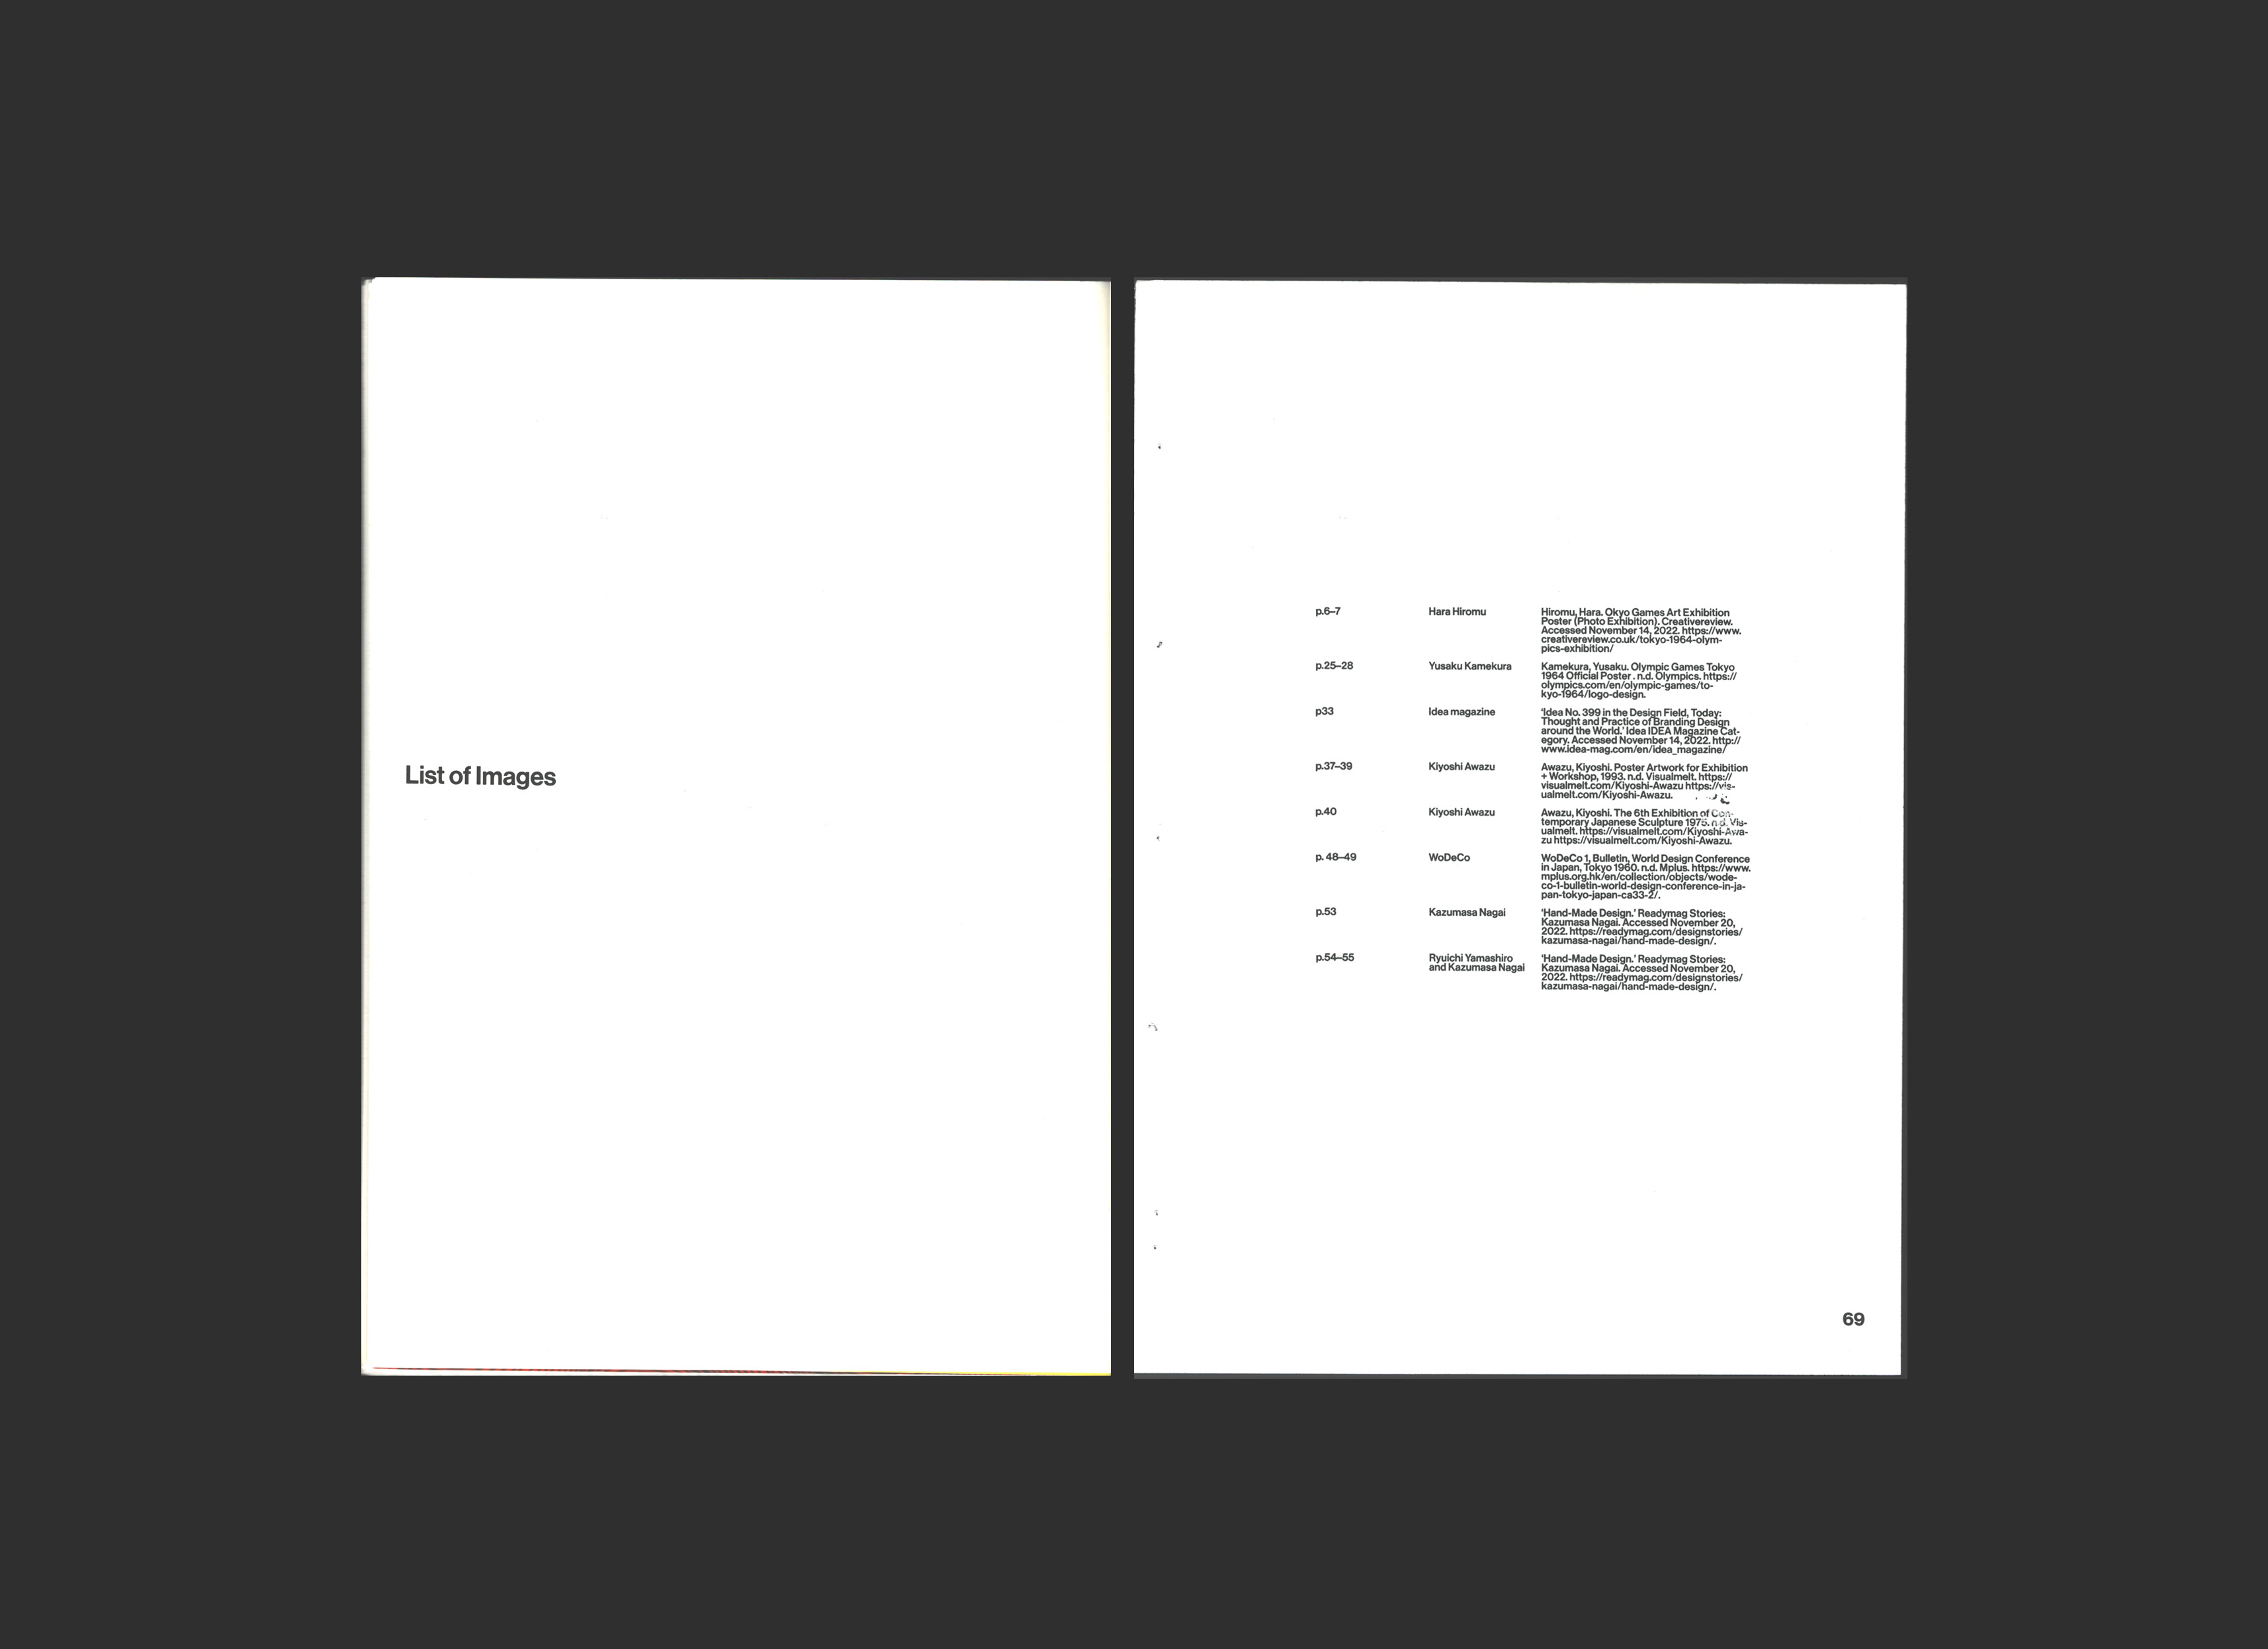 List of Images
p.6–7
Hara Hiromu
Hiromu, Hara. Okyo Games Art Exhibition
Poster (Photo Exhibition). Creativereview.
Accessed November 14, 2022. https://www.
creativereview.co.uk/tokyo-1964-olym-
pics-exhibition/
p.25–28
Yusaku Kamekura
Kamekura, Yusaku. Olympic Games Tokyo
1964 Official Poster . n.d. Olympics. https://
olympics.com/en/olympic-games/to-
kyo-1964/logo-design.
p33
Idea magazine
'Idea No. 399 in the Design Field, Today:
Thought and Practice of Branding Design
around the World.' Idea IDEA Magazine Cat-
egory. Accessed November 14, 2022. http://
www.idea-mag.com/en/idea_magazine/
p.37–39
Kiyoshi Awazu
Awazu, Kiyoshi. Poster Artwork for Exhibition
+ Workshop, 1993. n.d. Visualmelt. https://
visualmelt.com/Kiyoshi-Awazu https://vis-
ualmelt.com/Kiyoshi-Awazu.
p.40
Kiyoshi Awazu
Awazu, Kiyoshi. The 6th Exhibition of Con-
temporary Japanese Sculpture 1975. n.d. Vis-
ualmelt. https://visualmelt.com/Kiyoshi-Awa-
zu https://visualmelt.com/Kiyoshi-Awazu.
p. 48–49
WoDeCo
WoDeCo 1, Bulletin, World Design Conference
in Japan, Tokyo 1960. n.d. Mplus. https://www.
mplus.org.hk/en/collection/objects/wode-
co-1-bulletin-world-design-conference-in-ja-
pan-tokyo-japan-ca33-2/.
p.53
Kazumasa Nagai
'Hand-Made Design.' Readymag Stories:
Kazumasa Nagai. Accessed November 20,
2022. https://readymag.com/designstories/
kazumasa-nagai/hand-made-design/.
p.54–55
Ryuichi Yamashiro
and Kazumasa Nagai
'Hand-Made Design.' Readymag Stories:
Kazumasa Nagai. Accessed November 20,
2022. https://readymag.com/designstories/
kazumasa-nagai/hand-made-design/.
69